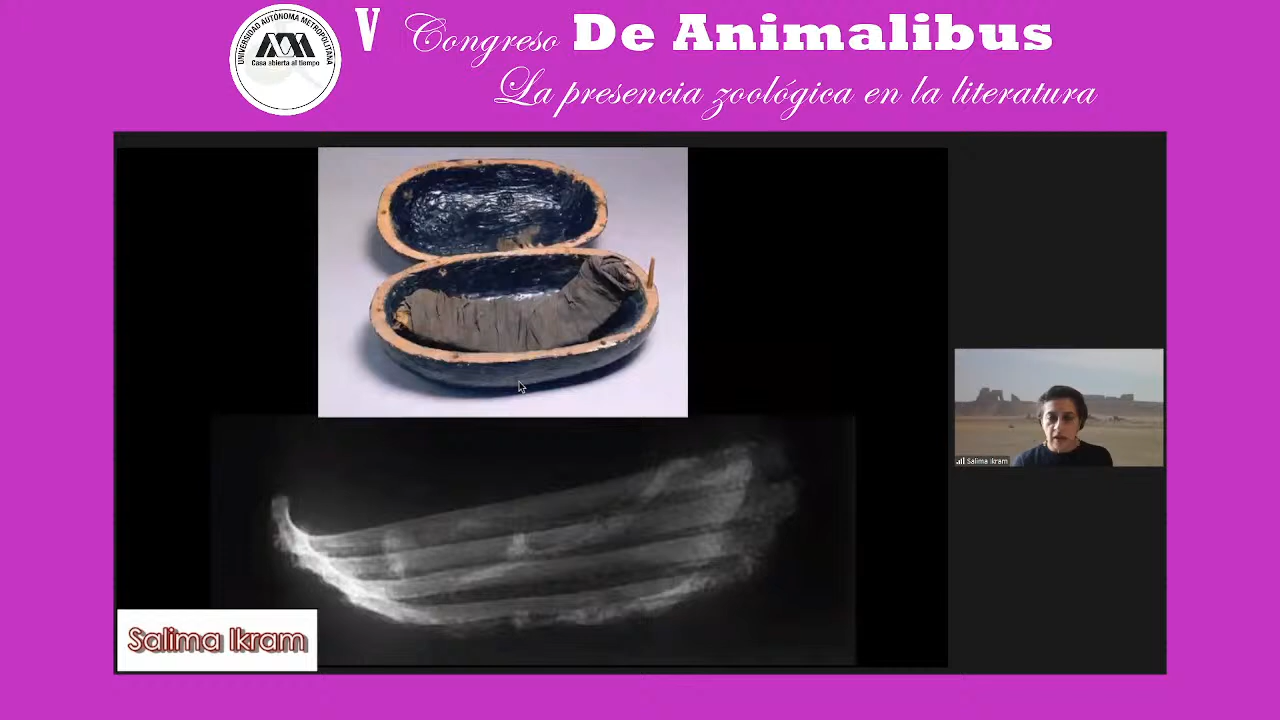 UNIVERSIDAD AUTÓNOMA METROPOLITANA
Casa abierta al tiempo
V Congreso De Animalibus
La presencia zoológica en la literatura
Salima Ikram
Salima Ikram